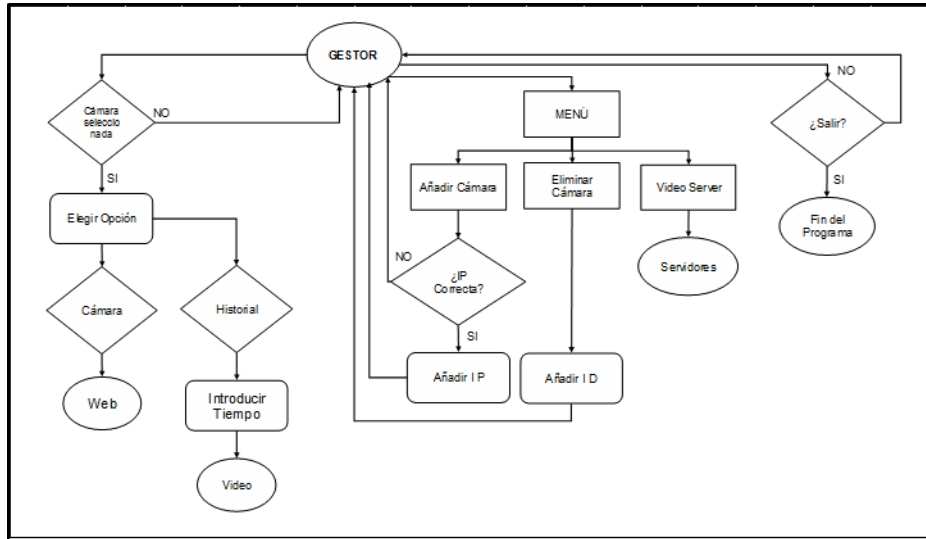 GESTOR
Cámara
seleccio
nada
NO
SI
Elegir Opción
Cámara
Historial
Web
Introducir
Tiempo
Video
MENÚ
Añadir Cámara
Eliminar
Cámara
Video Server
NO
¿IP
Correcta?
SI
Servidores
Añadir I P
Añadir I D
NO
¿Salir?
SI
Fin del
Programa